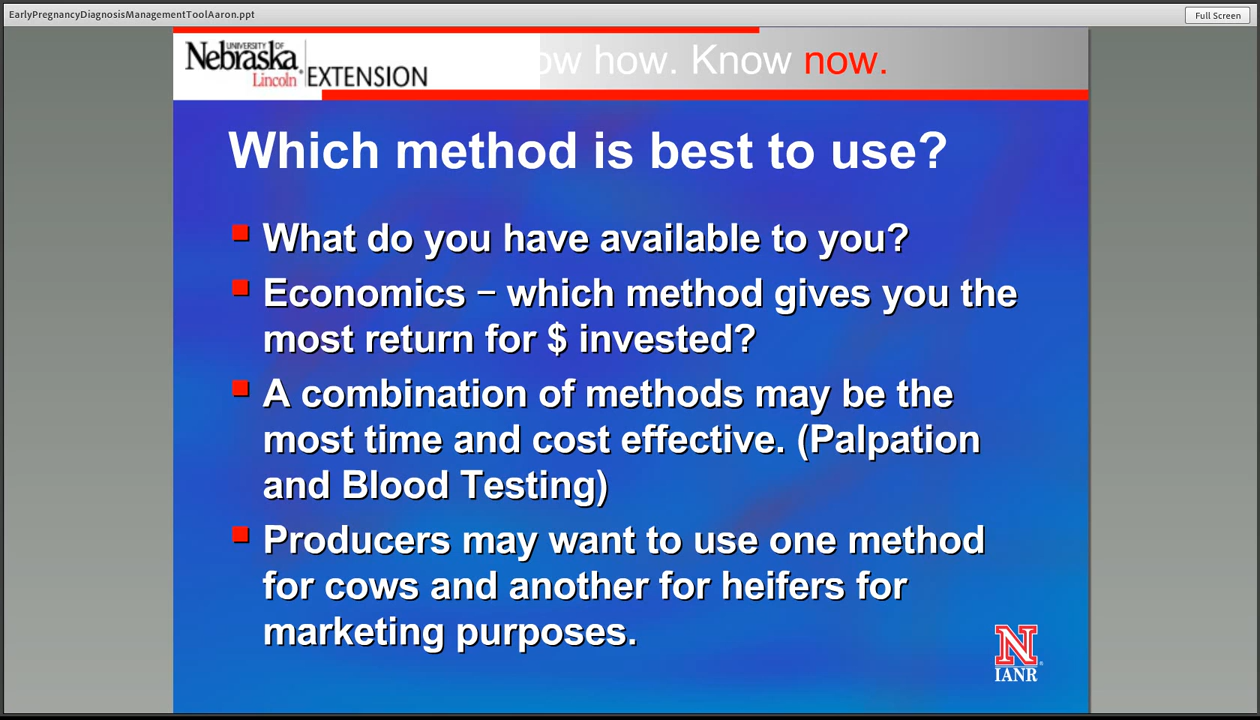 EarlyPregnancyDiagnosisManagementToolAaron.ppt
Full Screen
UNIVERSITY OF
Nebraska
Lincoln
EXTENSION
ow how. Know now.
Which method is best to use?
What do you have available to you?
Economics – which method gives you the
most return for $ invested?
A combination of methods may be the
most time and cost effective. (Palpation
and Blood Testing)
Producers may want to use one method
for cows and another for heifers for
marketing purposes.
N
IANR